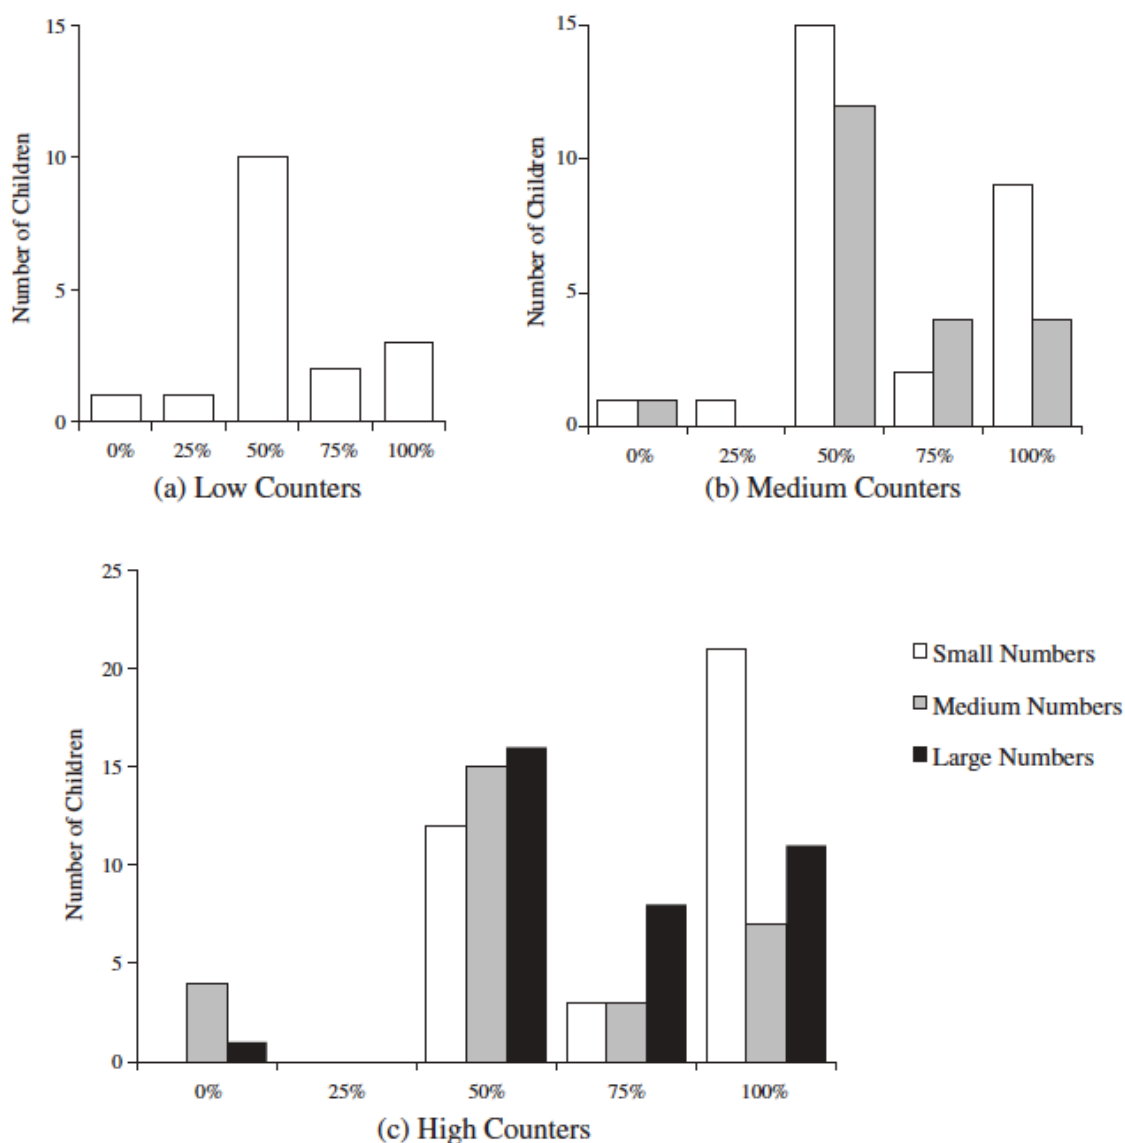 15
10
5
0
Number of Children
0% 25% 50% 75% 100%
(a) Low Counters
15
10
5
0
Number of Children
0% 25% 50% 75% 100%
(b) Medium Counters
25
20
15
10
5
0
Number of Children
0% 25% 50% 75% 100%
(c) High Counters
Small Numbers
Medium Numbers
Large Numbers